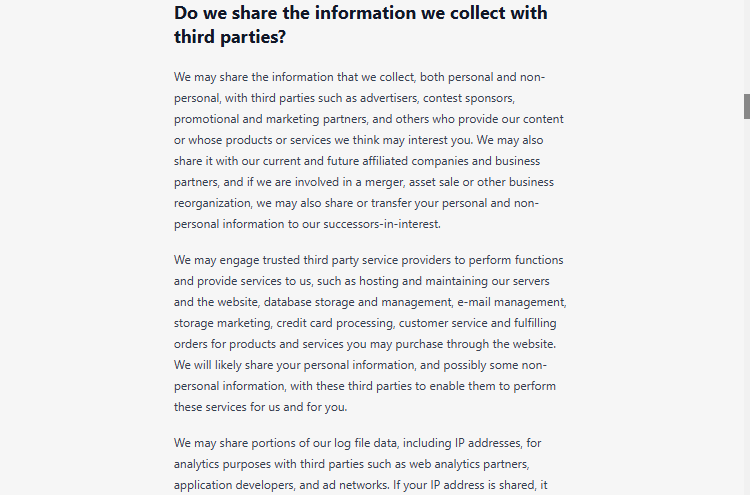 Do we share the information we collect with
third parties?
We may share the information that we collect, both personal and non-
personal, with third parties such as advertisers, contest sponsors,
promotional and marketing partners, and others who provide our content
or whose products or services we think may interest you. We may also
share it with our current and future affiliated companies and business
partners, and if we are involved in a merger, asset sale or other business
reorganization, we may also share or transfer your personal and non-
personal information to our successors-in-interest.
We may engage trusted third party service providers to perform functions
and provide services to us, such as hosting and maintaining our servers
and the website, database storage and management, e-mail management,
storage marketing, credit card processing, customer service and fulfilling
orders for products and services you may purchase through the website.
We will likely share your personal information, and possibly some non-
personal information, with these third parties to enable them to perform
these services for us and for you.
We may share portions of our log file data, including IP addresses, for
analytics purposes with third parties such as web analytics partners,
application developers, and ad networks. If your IP address is shared, it